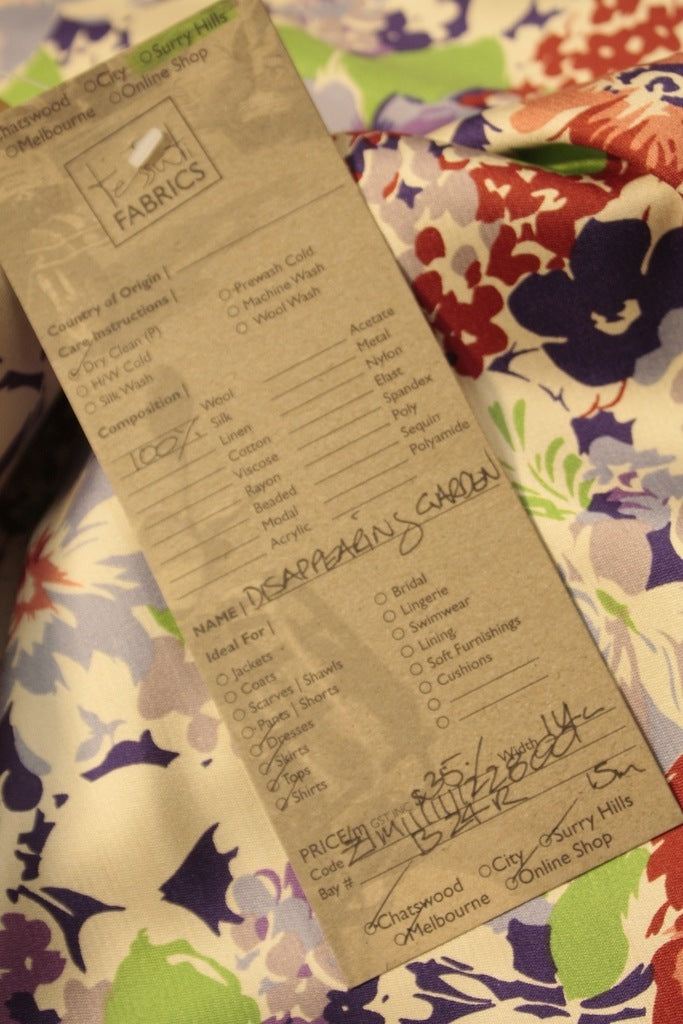 Chatswood City Surry Hills
Melbourne Online Shop
tessuti
FABRICS
Country of Origin |
Care Instructions |
Dry Clean (P)
H/W Cold
Silk Wash
Prewash Cold
Machine Wash
Wool Wash
Composition |
Wool
100% Silk
Linen
Cotton
Viscose
Rayon
Beaded
Modal
Acrylic
Acetate
Metal
Nylon
Elast
Spandex
Poly
Sequin
Polyamide
NAME | DISAPPEARING GARDEN
Ideal For |
Jackets
Coats
Scarves | Shawls
Pants | Shorts
Dresses
Skirts
Tops
Shirts
Bridal
Lingerie
Swimwear
Lining
Soft Furnishings
Cushions
PRICE/m GST INC $35/- Width
Code
Bay #
Chatswood City Surry Hills
Melbourne Online Shop